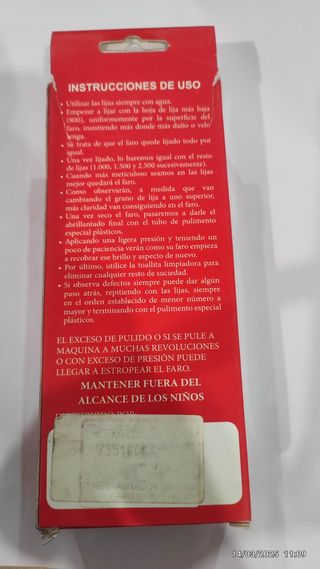 INSTRUCCIONES DE USO
• Utilizar las lijas siempre con agua.
• Empezar a lijar con la hoja de lija más baja
(800), uniformemente por la superficie del
faro, insistiendo más donde más daño o velo
tenga.
• Se trata de que el faro quede lijado todo por
igual.
• Una vez lijado, lo haremos igual con el resto
de lijas (1.000, 1.500 y 2.500 sucesivamente).
• Cuando más meticuloso seamos en las lijas
mejor quedará el faro.
• Como observarán, a medida que van
cambiando el grano de lija a uno superior,
más claridad van consiguiendo en el faro.
• Una vez seco el faro, pasaremos a darle el
abrillantado final con el tubo de pulimento
especial plásticos.
• Aplicando una ligera presión y teniendo un
poco de paciencia verán como su faro empieza
a recobrar ese brillo y aspecto de nuevo.
• Por último, utilice la toallita limpiadora para
eliminar cualquier resto de suciedad.
• Si observa defectos siempre puede dar algún
paso atrás, repitiendo con las lijas, siempre
en el orden establecido de menor número a
mayor y terminando con el pulimento especial
plásticos.
EL EXCESO DE PULIDO O SI SE PULE A
MAQUINA A MUCHAS REVOLUCIONES
O CON EXCESO DE PRESIÓN PUEDE
LLEGAR A ESTROPEAR EL FARO.
MANTENER FUERA DEL
ALCANCE DE LOS NIÑOS
POR:
14/03/2025 11:09